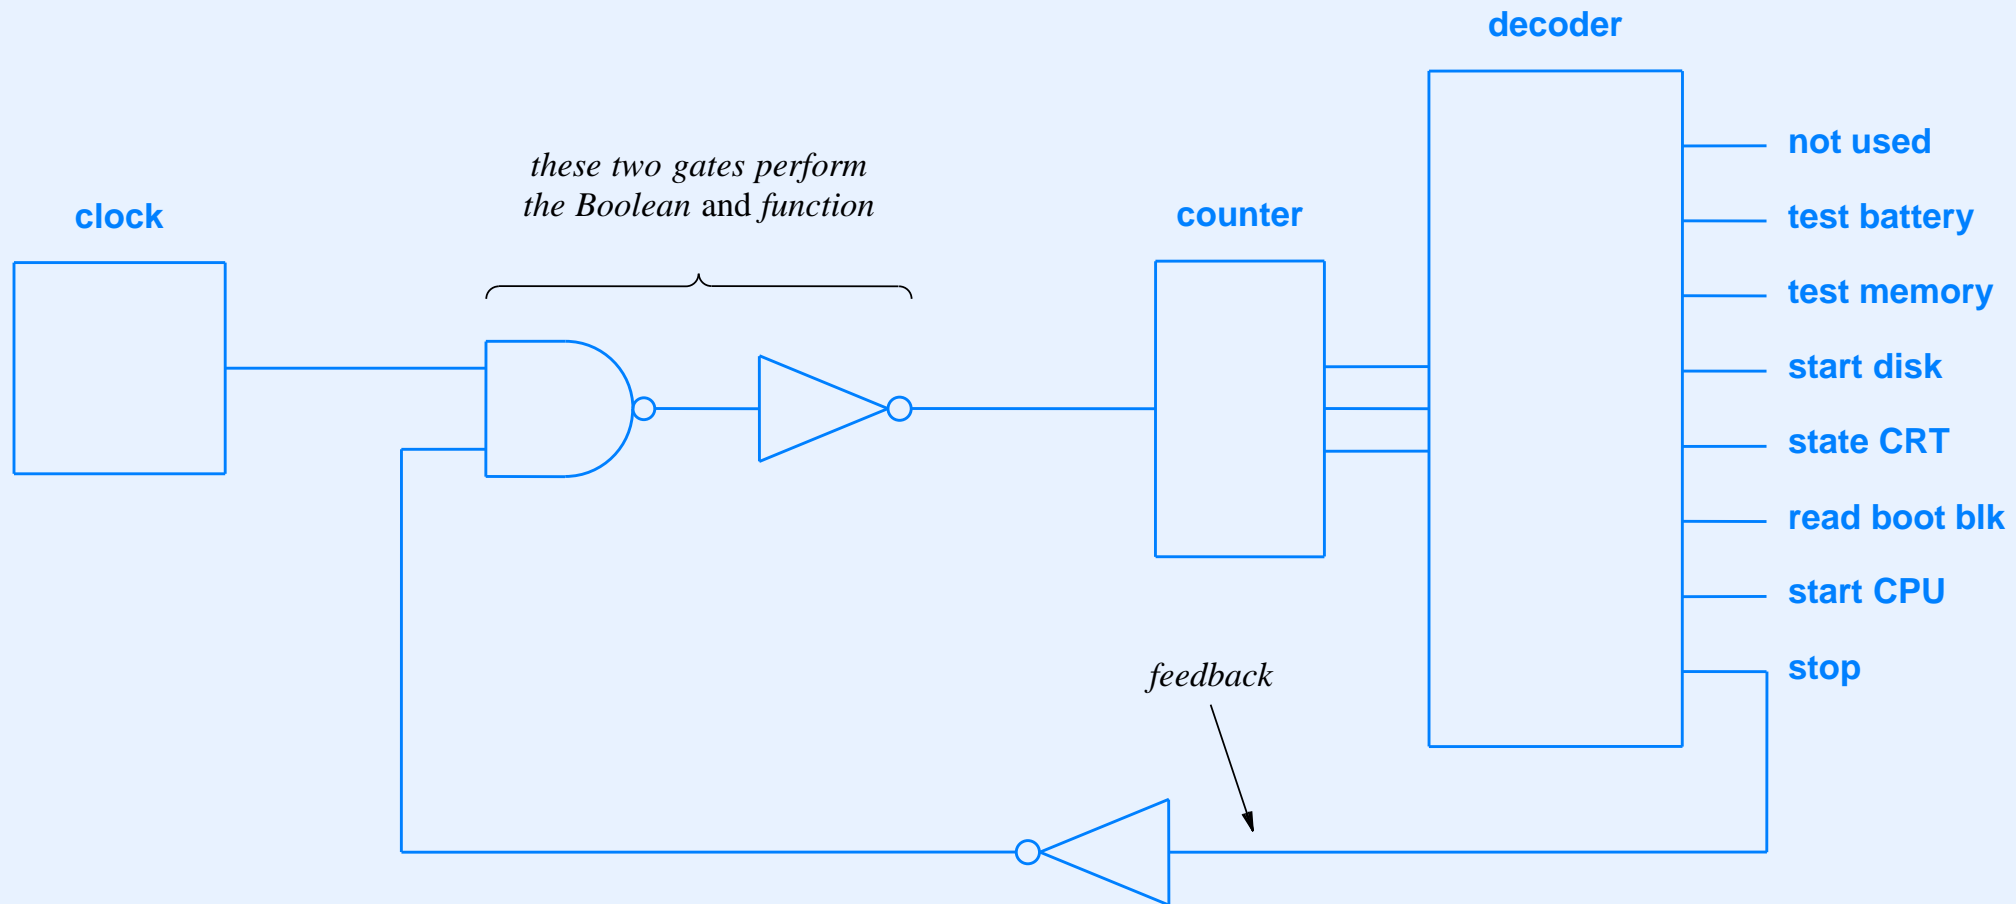 decoder
not used
these two gates perform
the Boolean and function
clock
counter
test battery
test memory
start disk
state CRT
read boot blk
start CPU
feedback
stop